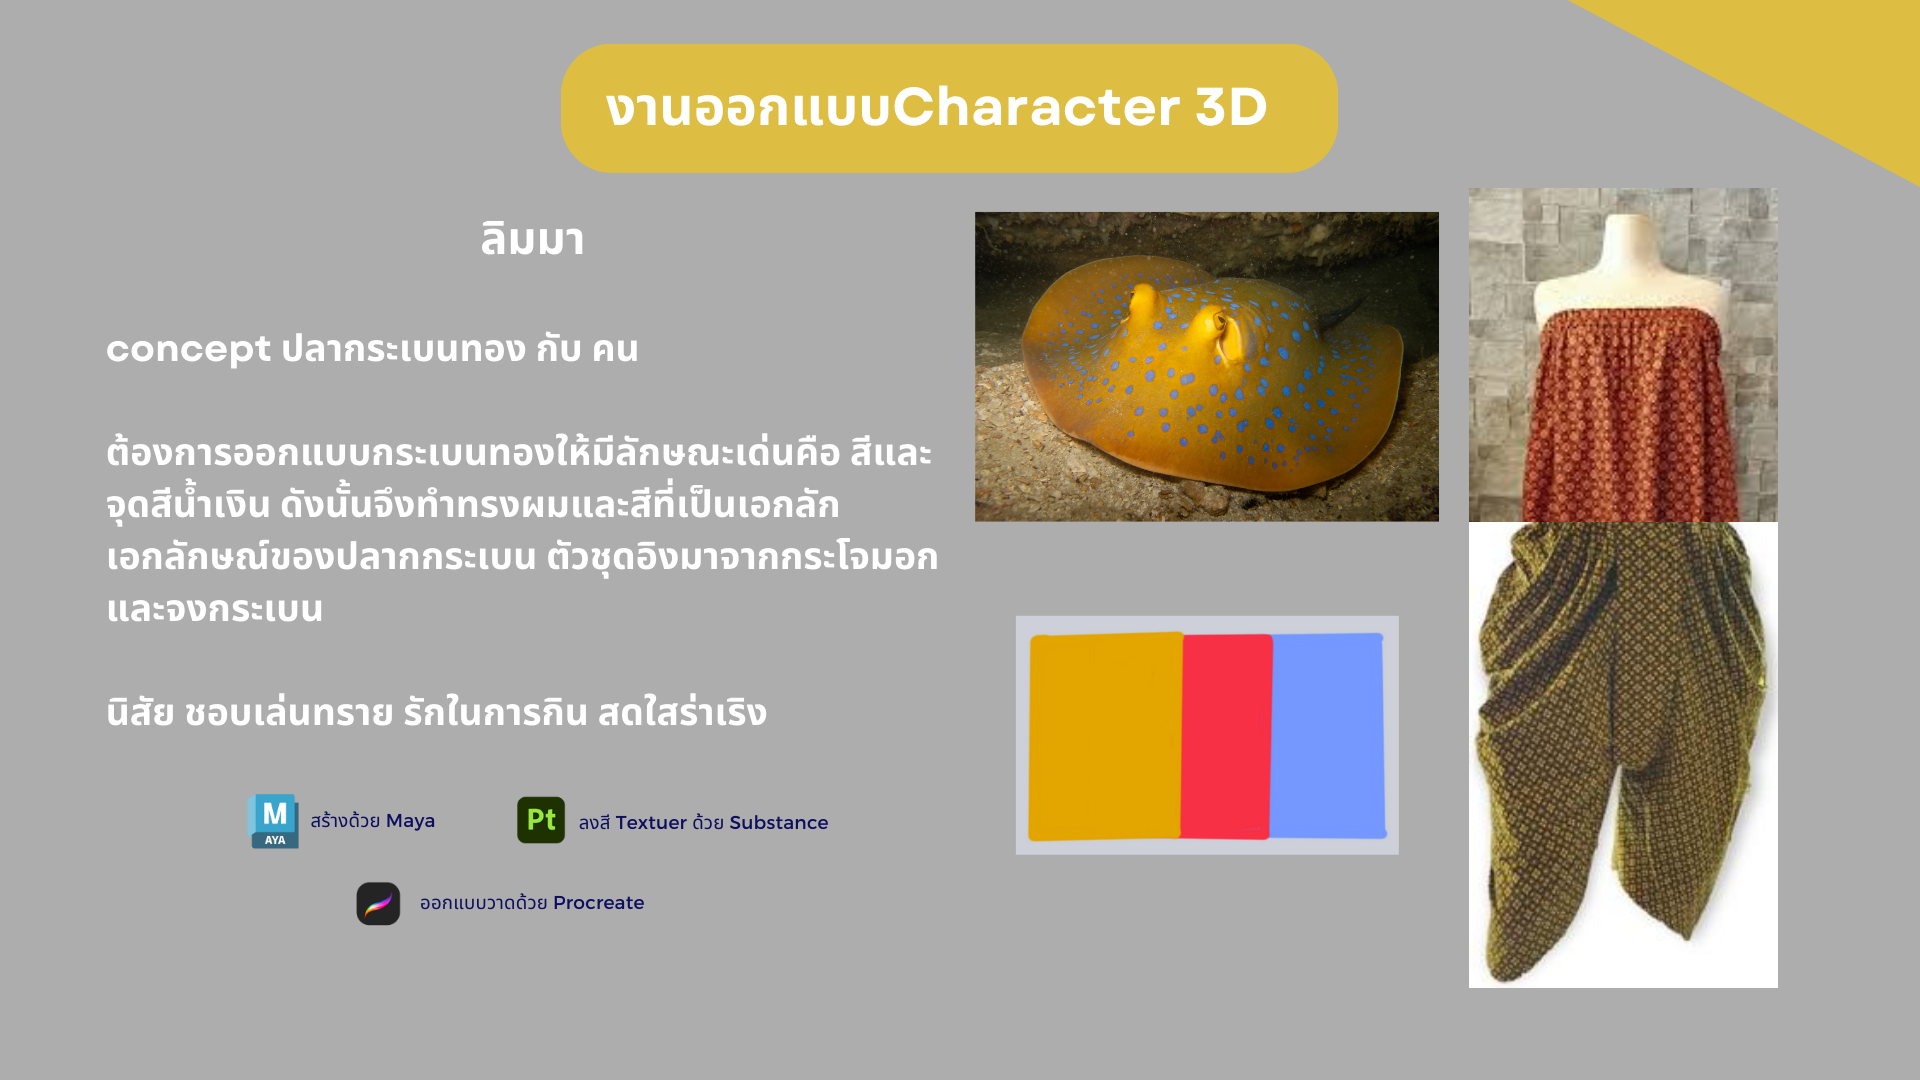 งานออกแบบCharacter 3D
ลิมมา
concept ปลากระเบนทอง กับ คน
ต้องการออกแบบกระเบนทองให้มีลักษณะเด่นคือ สีและ
จุดสีน้ำเงิน ดังนั้นจึงทำทรงผมและสีที่เป็นเอกลัก
เอกลักษณ์ของปลากกระเบน ตัวชุดอิงมาจากกระโจมอก
และจงกระเบน
นิสัย ชอบเล่นทราย รักในการกิน สดใสร่าเริง
M
AYA
สร้างด้วย Maya
Pt
ลงสี Textuer ด้วย Substance
ออกแบบวาดด้วย Procreate